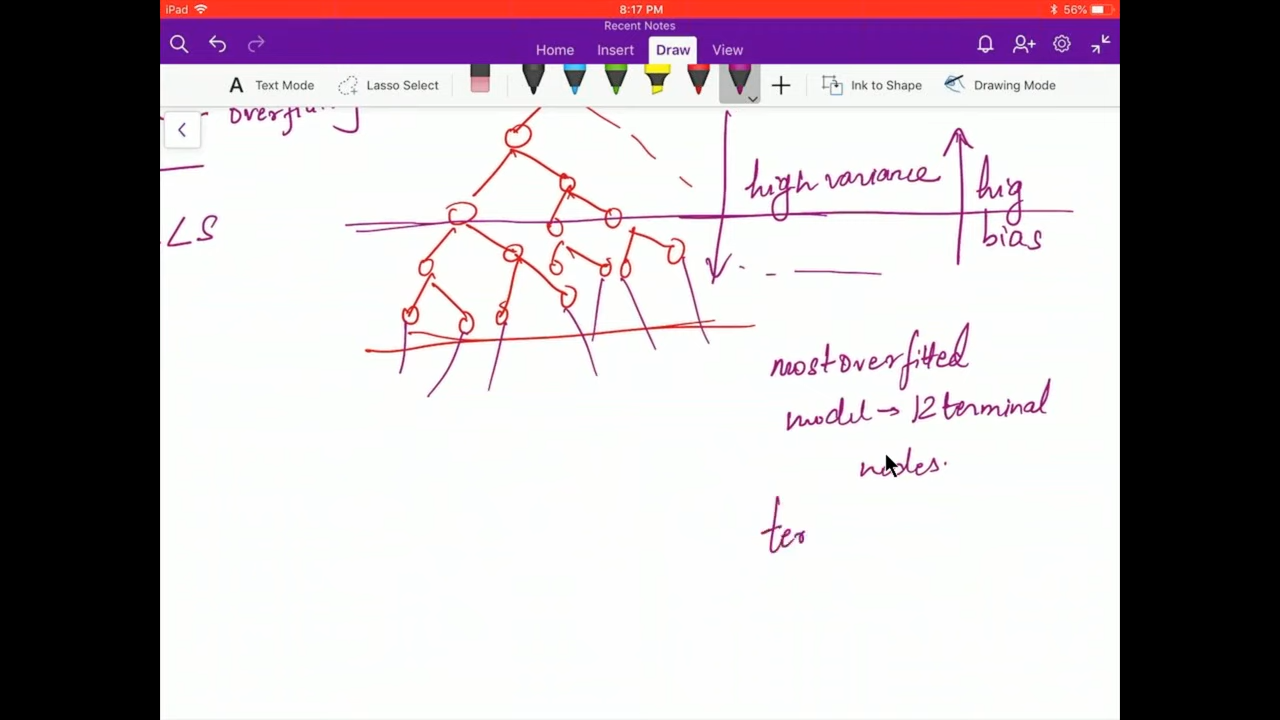 iPad
8:17 PM
56%
Recent Notes
Home Insert Draw View
A Text Mode Lasso Select Ink to Shape Drawing Mode
LS
high variance
hig
bias
most overfitted
model → 12 terminal
nodes.
ter